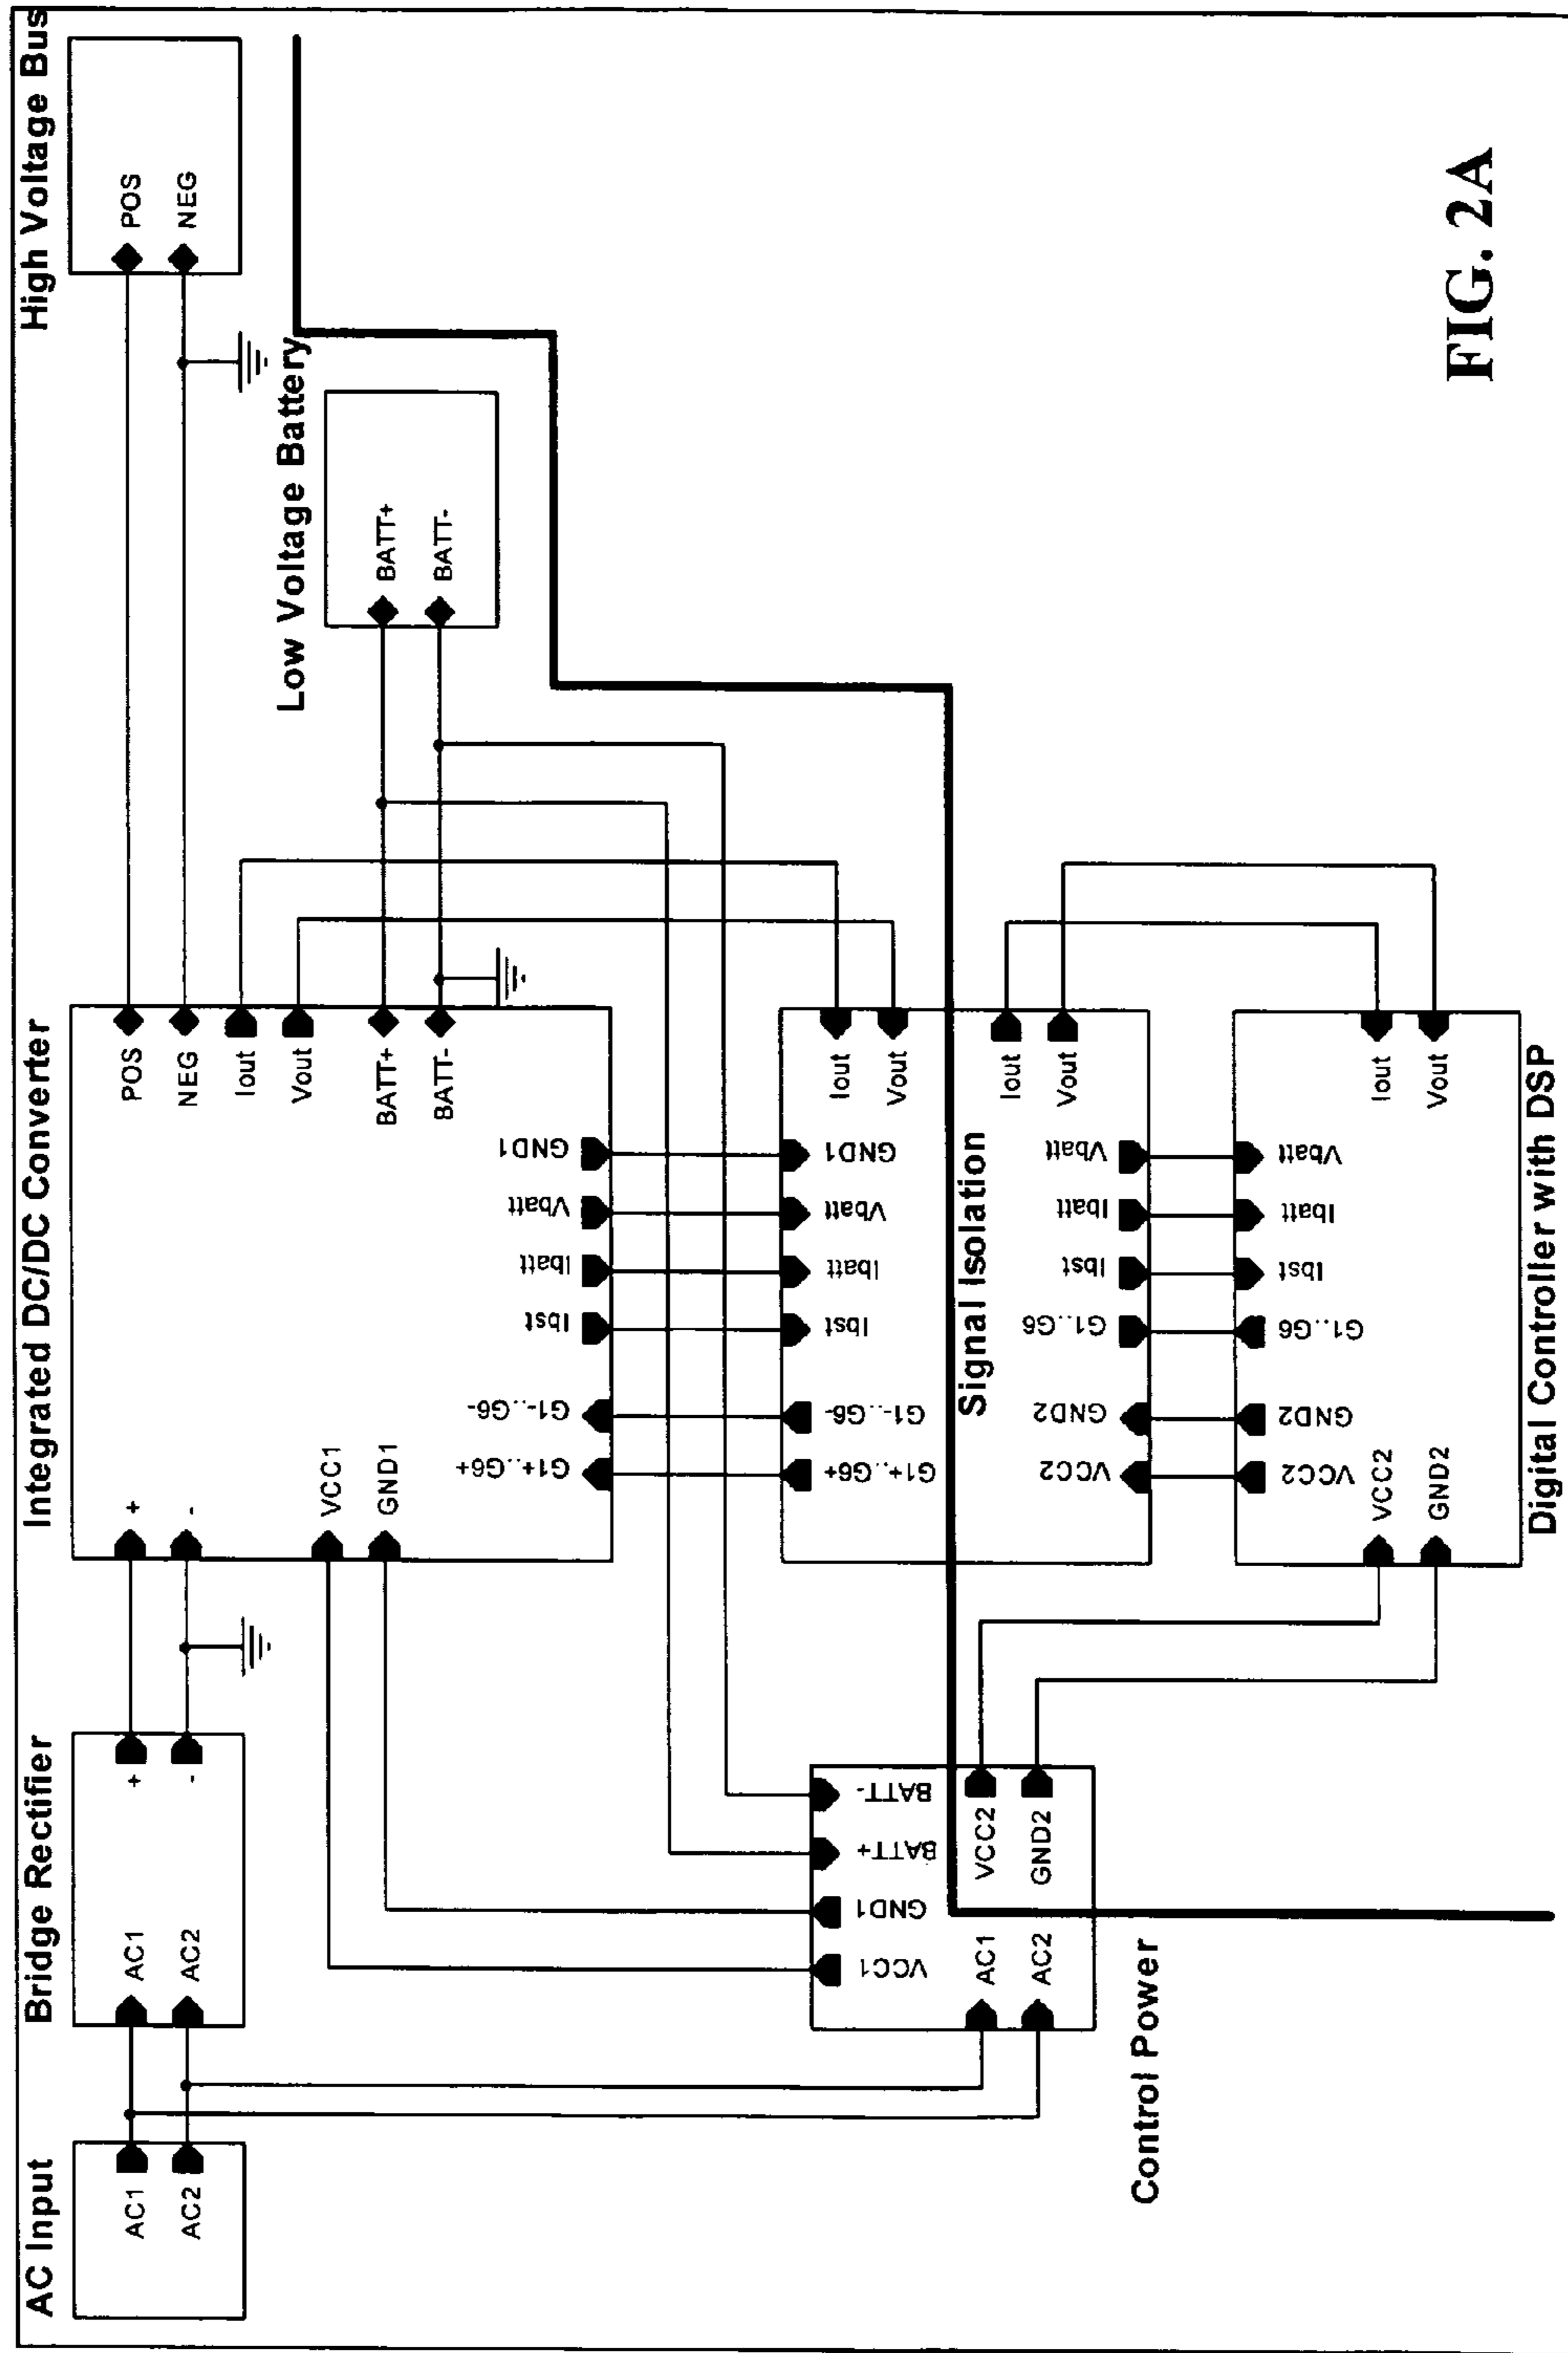 AC Input
AC1
AC2
Bridge Rectifier
AC1
AC2
+
-
Integrated DC/DC Converter
+
-
VCC1
GND1
G1+..G6+
G1-..G6-
Ibst
Ibatt
Vbatt
GND1
POS
NEG
Iout
Vout
BATT+
BATT-
High Voltage Bus
POS
NEG
Low Voltage Battery
BATT+
BATT-
Control Power
VCC1
GND1
BATT+
BATT-
AC1
AC2
VCC2
GND2
Signal Isolation
G1+..G6+
G1-..G6-
Ibst
Ibatt
Vbatt
GND1
Iout
Vout
Iout
Vout
VCC2
GND2
G1..G6
Ibst
Ibatt
Vbatt
Digital Controller with DSP
VCC2
GND2
G1..G6
Ibst
Ibatt
Vbatt
Iout
Vout
VCC2
GND2
FIG. 2A